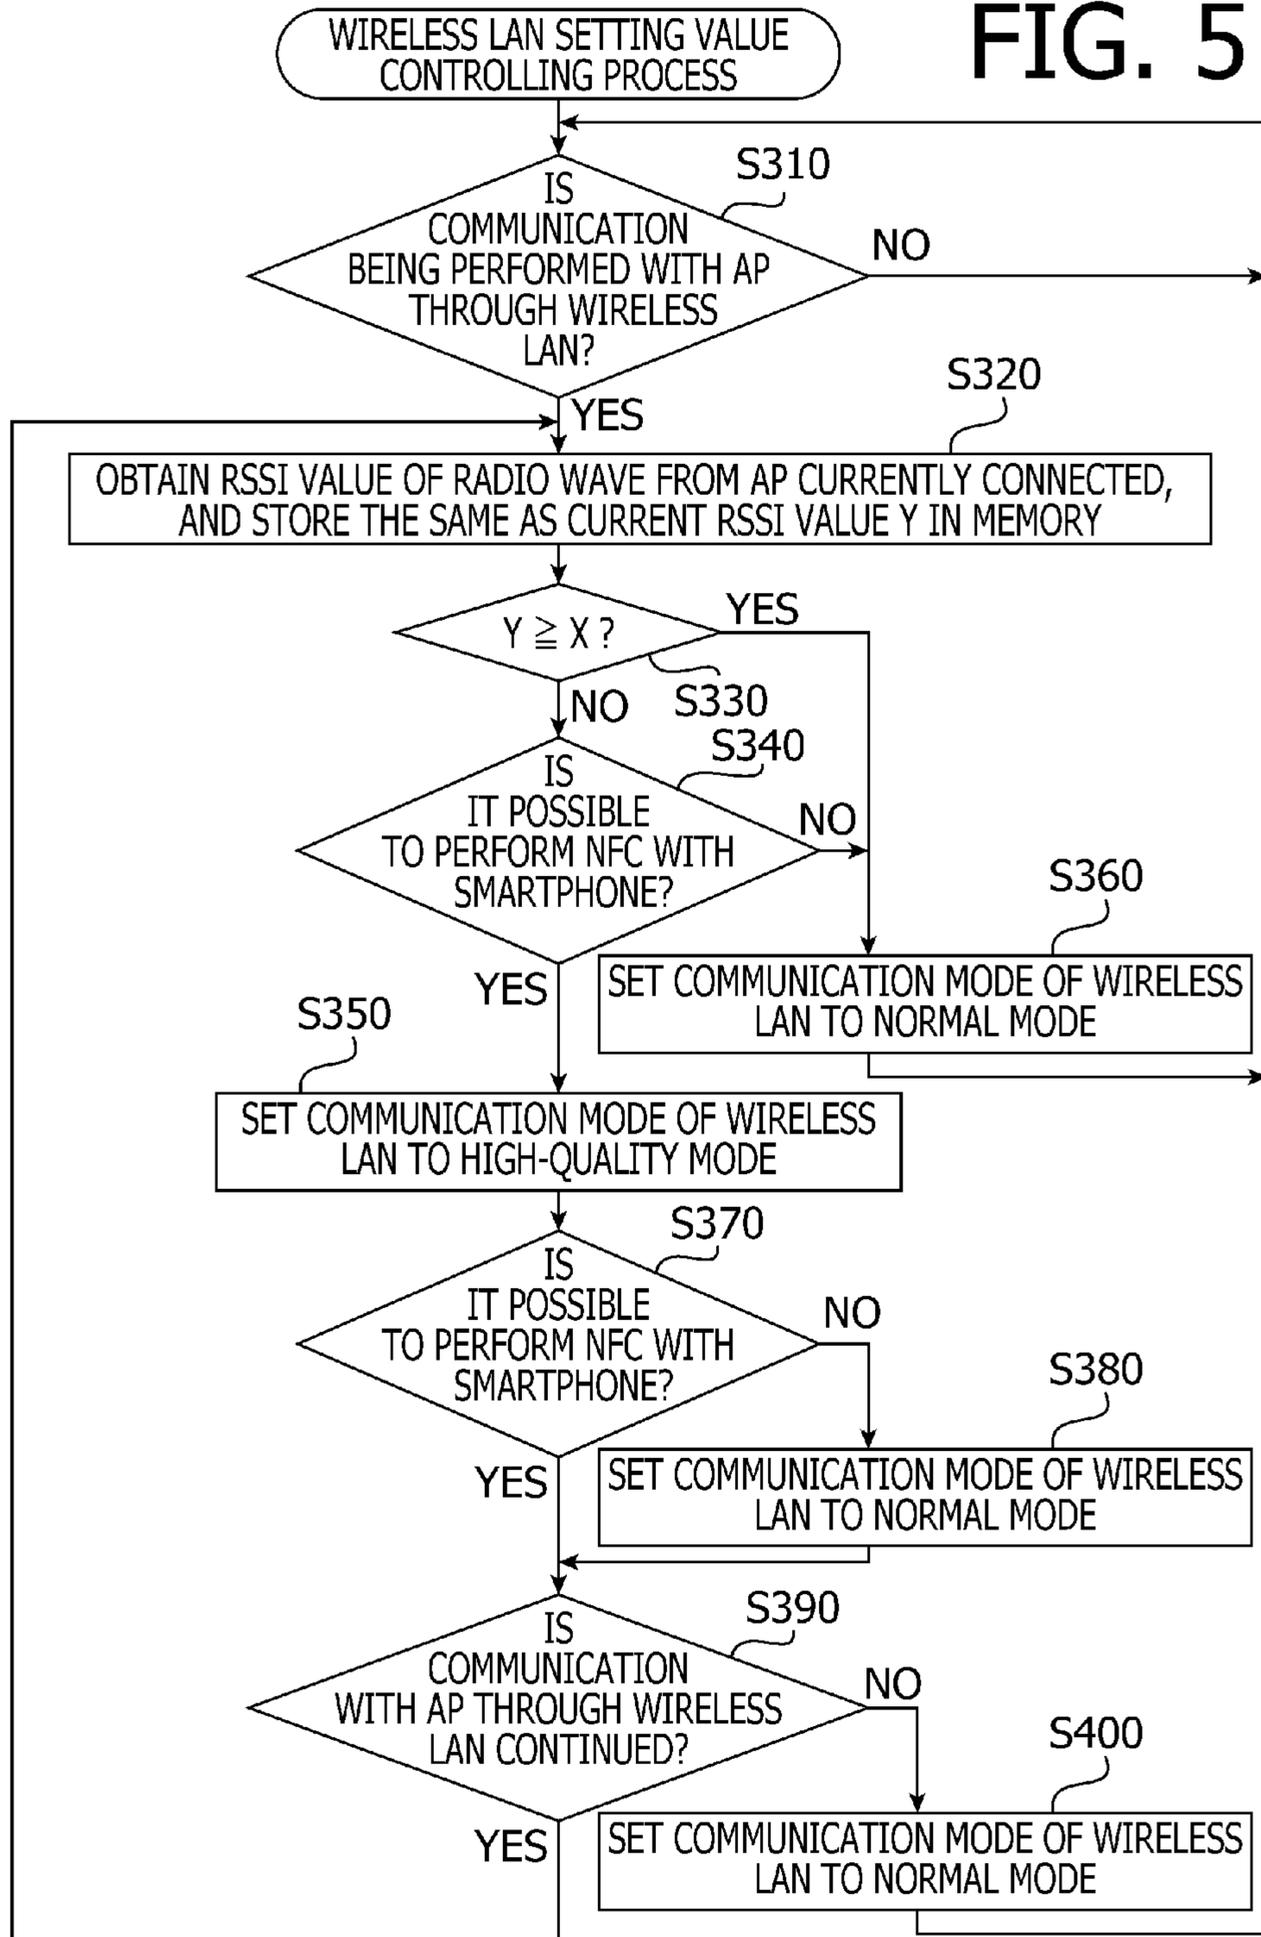 FIG. 5
WIRELESS LAN SETTING VALUE
CONTROLLING PROCESS
S310
IS
COMMUNICATION
BEING PERFORMED WITH AP
THROUGH WIRELESS
LAN?
NO
YES
S320
OBTAIN RSSI VALUE OF RADIO WAVE FROM AP CURRENTLY CONNECTED,
AND STORE THE SAME AS CURRENT RSSI VALUE Y IN MEMORY
Y ≧ X ?
YES
S330
NO
S340
IS
IT POSSIBLE
TO PERFORM NFC WITH
SMARTPHONE?
NO
YES
S360
SET COMMUNICATION MODE OF WIRELESS
LAN TO NORMAL MODE
S350
SET COMMUNICATION MODE OF WIRELESS
LAN TO HIGH-QUALITY MODE
S370
IS
IT POSSIBLE
TO PERFORM NFC WITH
SMARTPHONE?
NO
YES
S380
SET COMMUNICATION MODE OF WIRELESS
LAN TO NORMAL MODE
S390
IS
COMMUNICATION
WITH AP THROUGH WIRELESS
LAN CONTINUED?
NO
YES
S400
SET COMMUNICATION MODE OF WIRELESS
LAN TO NORMAL MODE